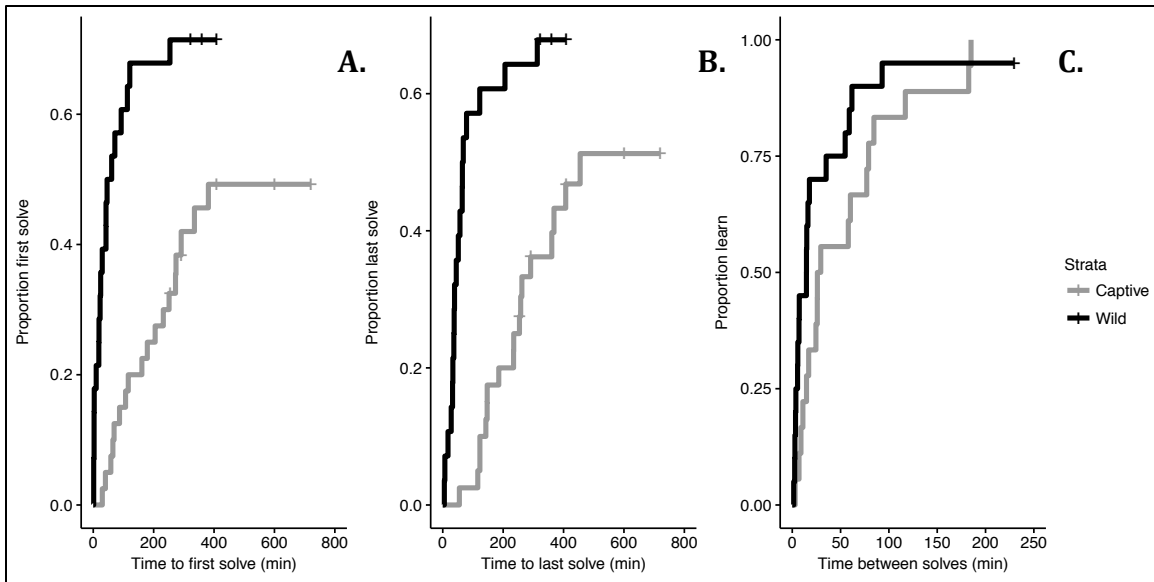 A.
Proportion first solve
0.6
0.4
0.2
0.0
0 200 400 600 800
Time to first solve (min)
B.
Proportion last solve
0.6
0.4
0.2
0.0
0 200 400 600 800
Time to last solve (min)
C.
Proportion learn
1.00
0.75
0.50
0.25
0.00
0 50 100 150 200 250
Time between solves (min)
Strata
Captive
Wild